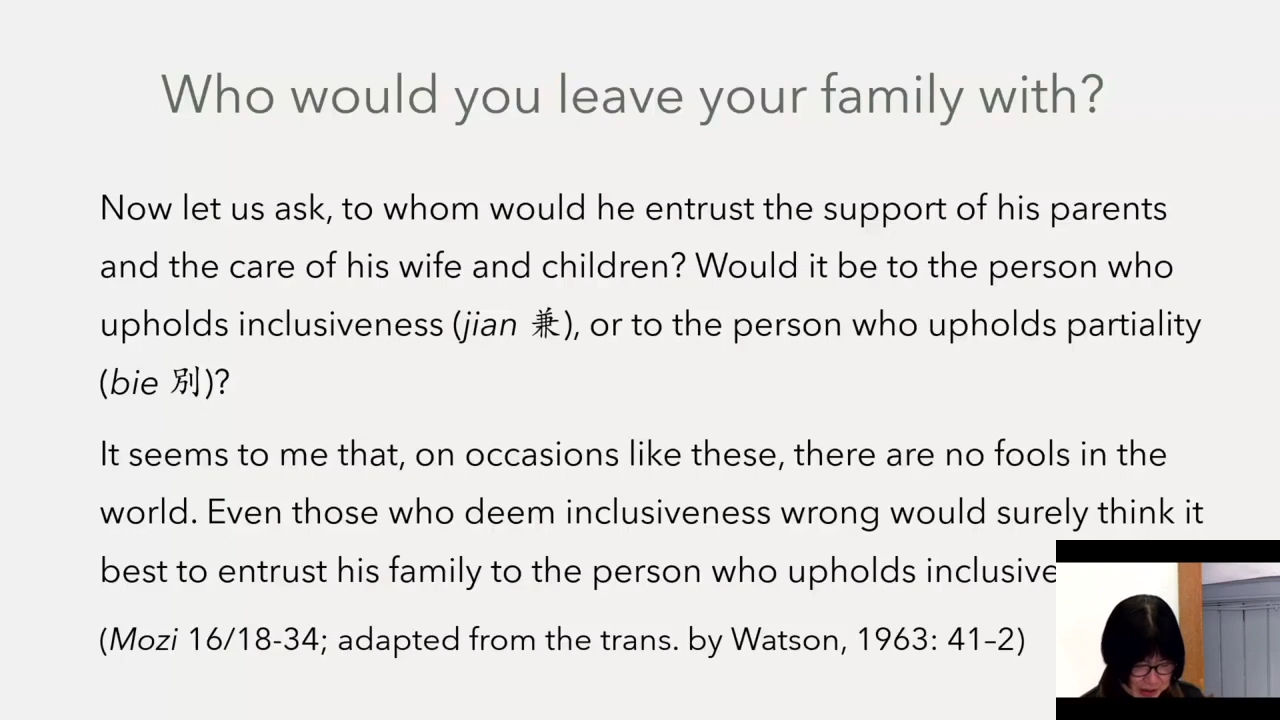 Who would you leave your family with?
Now let us ask, to whom would he entrust the support of his parents
and the care of his wife and children? Would it be to the person who
upholds inclusiveness (jian 兼), or to the person who upholds partiality
(bie 別)?
It seems to me that, on occasions like these, there are no fools in the
world. Even those who deem inclusiveness wrong would surely think it
best to entrust his family to the person who upholds inclusive
(Mozi 16/18-34; adapted from the trans. by Watson, 1963: 41–2)